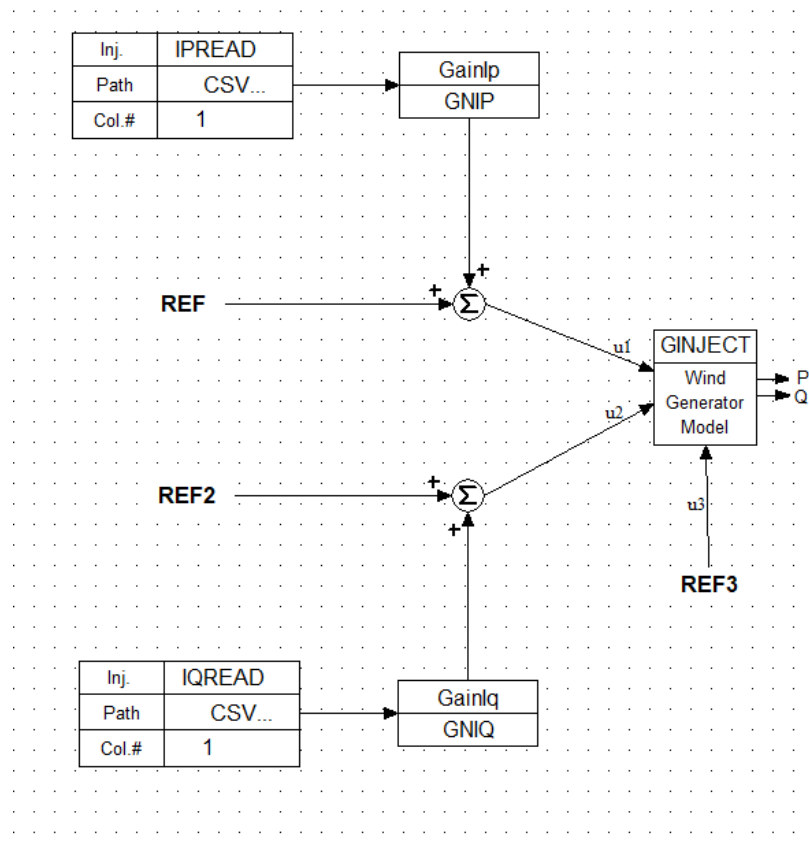 Inj. IPREAD
Path CSV...
Col.# 1
GainIp
GNIP
+
+
REF
Σ
u1
GINJECT
Wind
Generator
Model
P
Q
u2
+
REF2
Σ
+
u3
REF3
Inj. IQREAD
Path CSV...
Col.# 1
GainIq
GNIQ